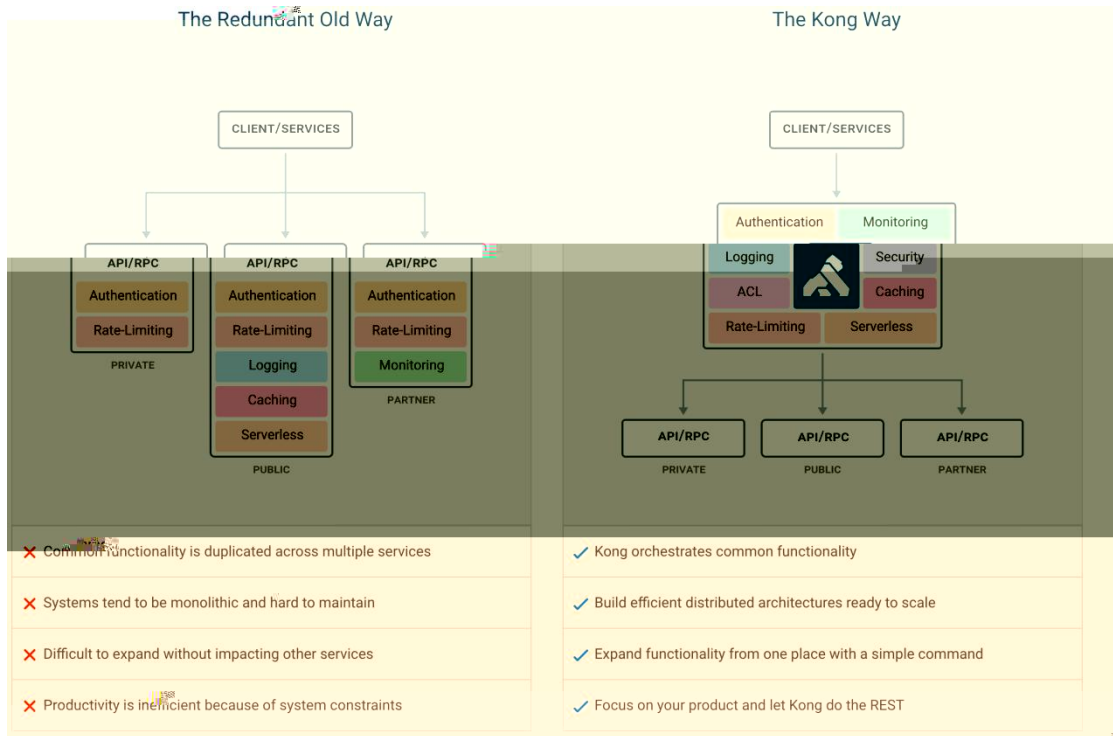 The Redundant Old Way
CLIENT/SERVICES
API/RPC
Authentication
Rate-Limiting
PRIVATE
API/RPC
Authentication
Rate-Limiting
Logging
Caching
Serverless
PUBLIC
API/RPC
Authentication
Rate-Limiting
Monitoring
PARTNER
Common functionality is duplicated across multiple services
Systems tend to be monolithic and hard to maintain
Difficult to expand without impacting other services
Productivity is inefficient because of system constraints
The Kong Way
CLIENT/SERVICES
Authentication Monitoring
Logging Security
ACL Caching
Rate-Limiting Serverless
API/RPC
PRIVATE
API/RPC
PUBLIC
API/RPC
PARTNER
Kong orchestrates common functionality
Build efficient distributed architectures ready to scale
Expand functionality from one place with a simple command
Focus on your product and let Kong do the REST